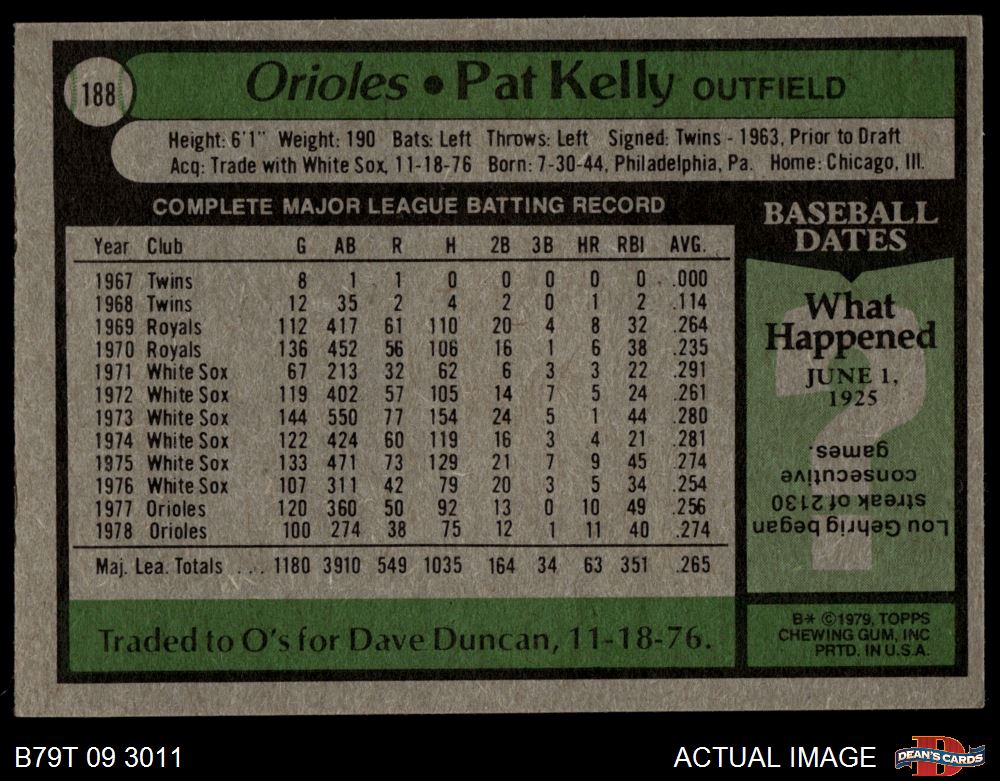 188
Orioles • Pat Kelly OUTFIELD
Height: 6'1" Weight: 190 Bats: Left Throws: Left Signed: Twins - 1963, Prior to Draft
Acq: Trade with White Sox, 11-18-76 Born: 7-30-44, Philadelphia, Pa. Home: Chicago, Ill.
COMPLETE MAJOR LEAGUE BATTING RECORD
Year Club G AB R H 2B 3B HR RBI AVG.
1967 Twins 8 1 1 0 0 0 0 0 .000
1968 Twins 12 35 2 4 2 0 1 2 .114
1969 Royals 112 417 61 110 20 4 8 32 .264
1970 Royals 136 452 56 106 16 1 6 38 .235
1971 White Sox 67 213 32 62 6 3 3 22 .291
1972 White Sox 119 402 57 105 14 7 5 24 .261
1973 White Sox 144 550 77 154 24 5 1 44 .280
1974 White Sox 122 424 60 119 16 3 4 21 .281
1975 White Sox 133 471 73 129 21 7 9 45 .274
1976 White Sox 107 311 42 79 20 3 5 34 .254
1977 Orioles 120 360 50 92 13 0 10 49 .256
1978 Orioles 100 274 38 75 12 1 11 40 .274
Maj. Lea. Totals ... 1180 3910 549 1035 164 34 63 351 .265
Traded to O's for Dave Duncan, 11-18-76.
BASEBALL
DATES
What
Happened
JUNE 1,
1925
?
Lou Gehrig began
streak of 2130
consecutive
games.
B* ©1979, TOPPS
CHEWING GUM, INC
PRTD. IN U.S.A.
B79T 09 3011
ACTUAL IMAGE
D
DEAN'S CARDS